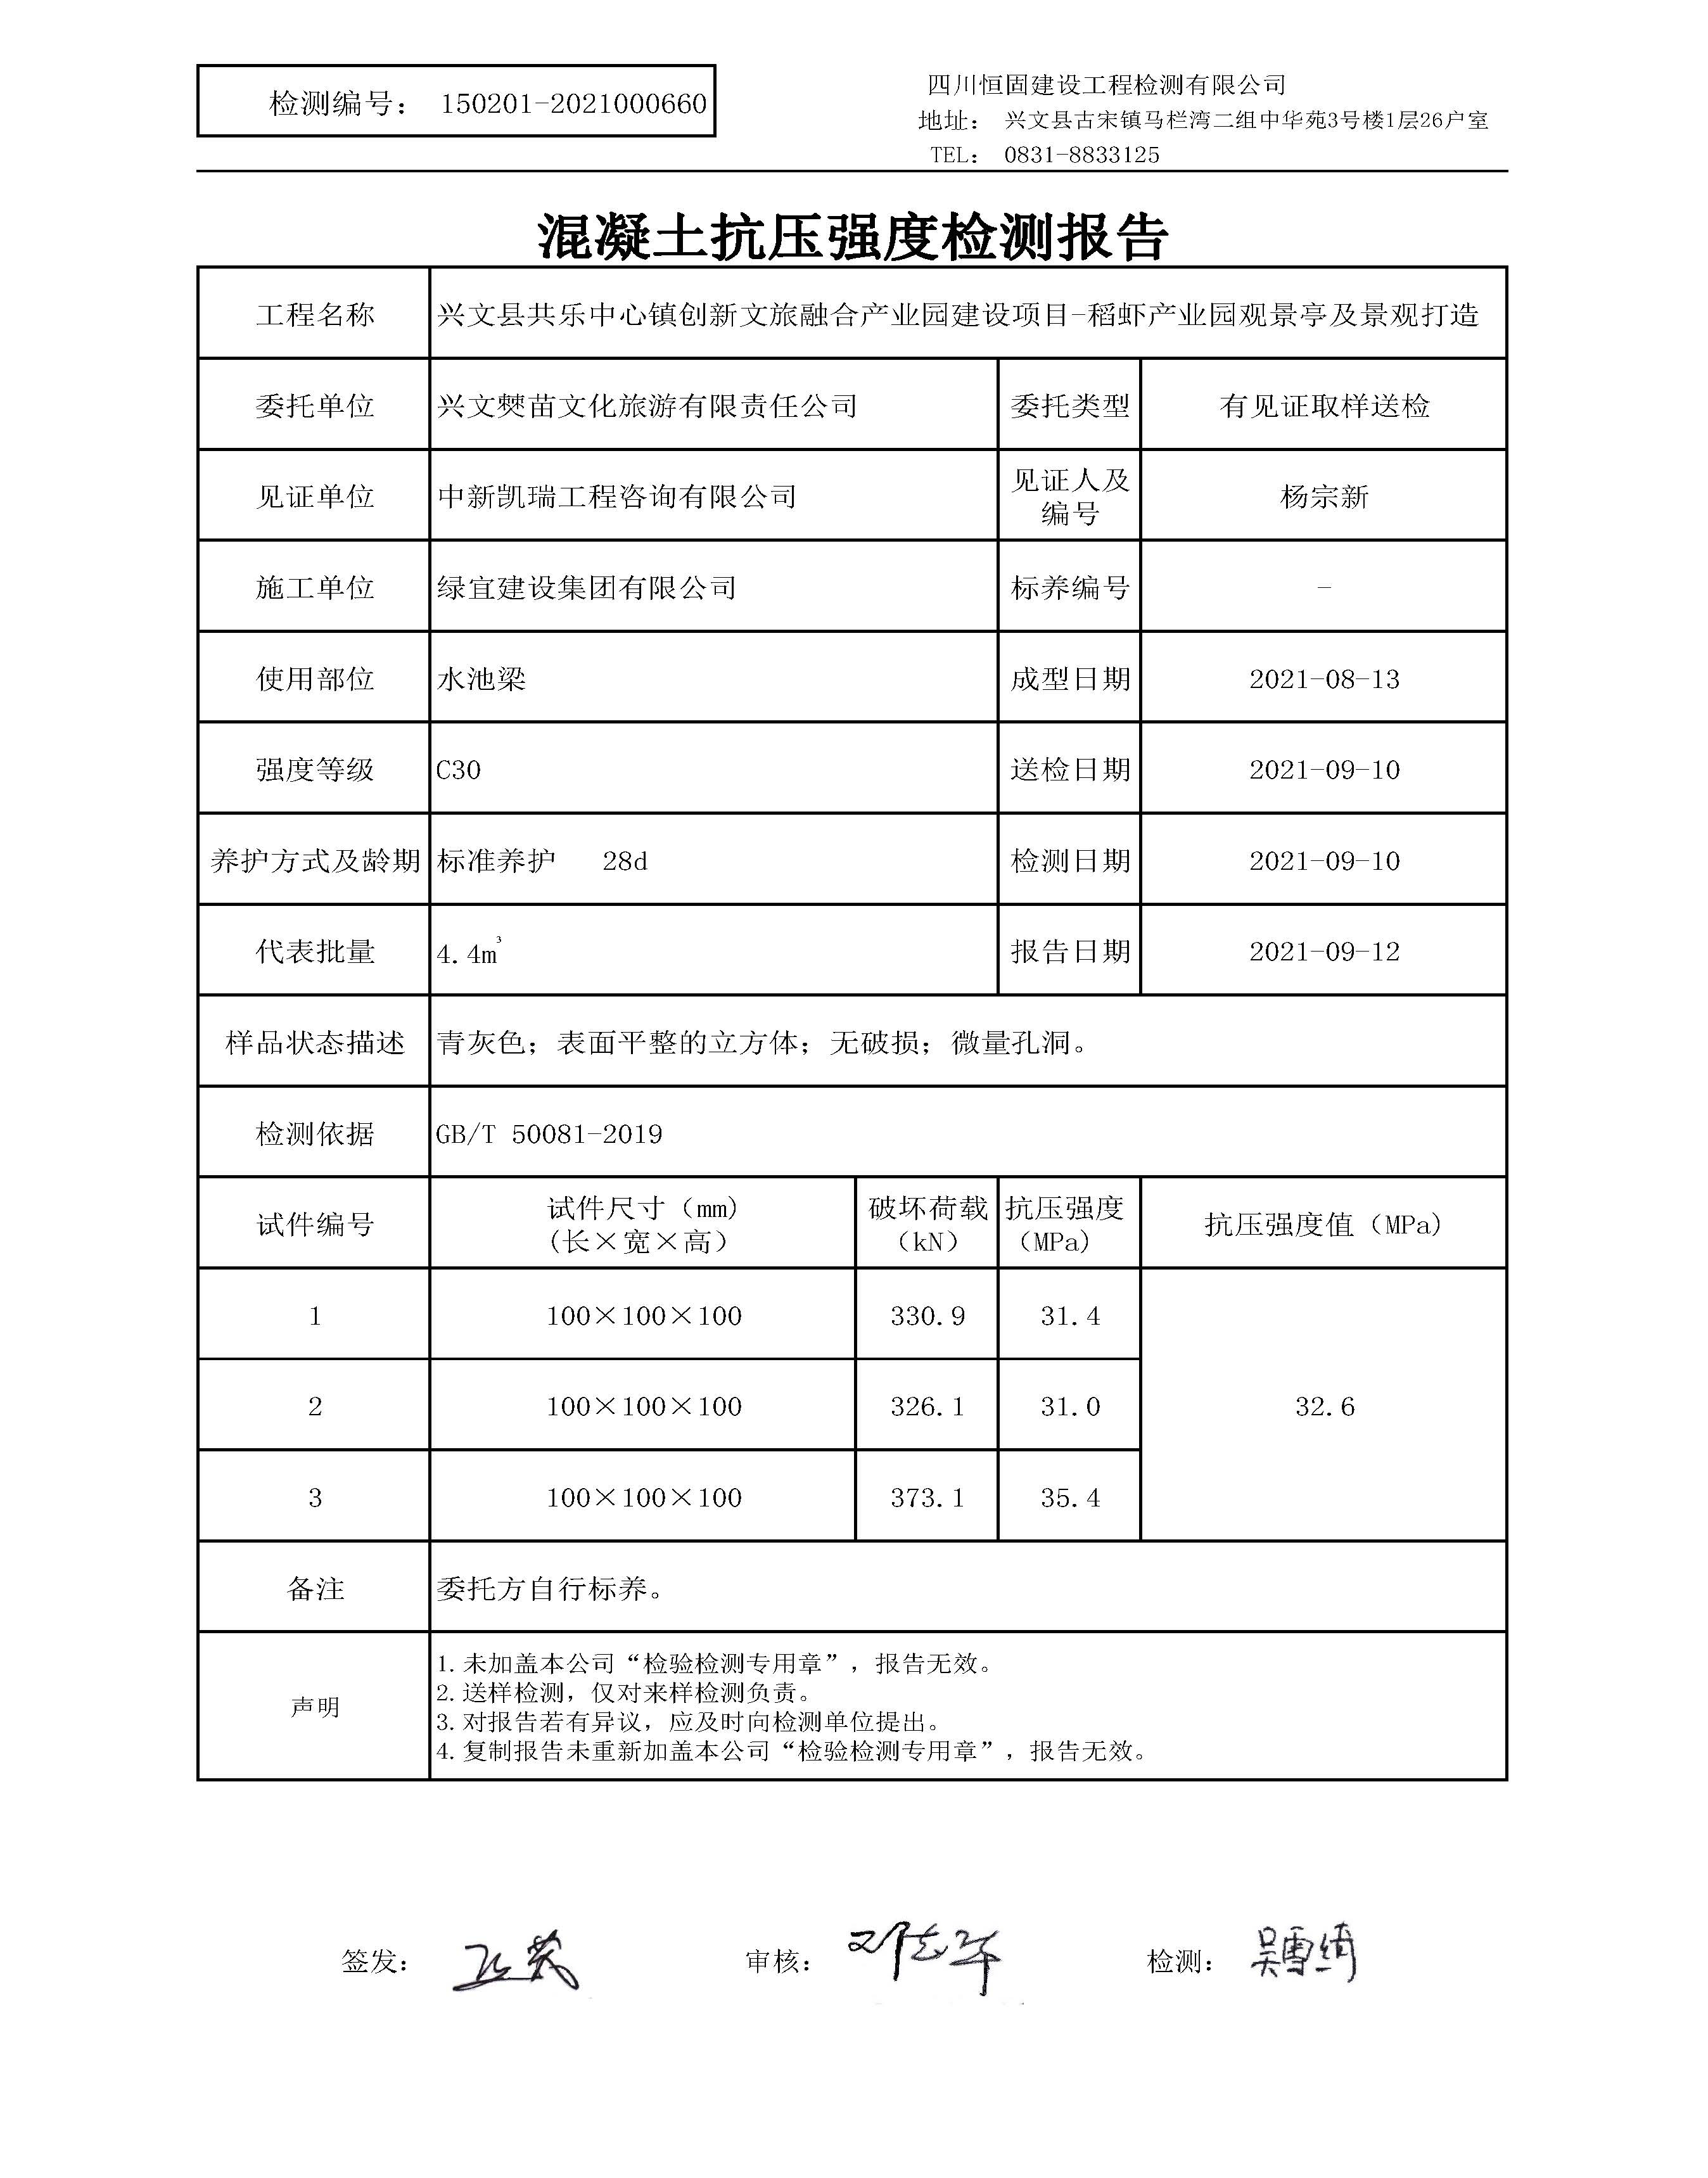 检测编号： 150201-2021000660
四川恒固建设工程检测有限公司
地址： 兴文县古宋镇马栏湾二组中华苑3号楼1层26户室
TEL： 0831-8833125
混凝土抗压强度检测报告
工程名称 兴文县共乐中心镇创新文旅融合产业园建设项目-稻虾产业园观景亭及景观打造
委托单位 兴文僰苗文化旅游有限责任公司 委托类型 有见证取样送检
见证单位 中新凯瑞工程咨询有限公司 见证人及编号 杨宗新
施工单位 绿宜建设集团有限公司 标养编号 -
使用部位 水池梁 成型日期 2021-08-13
强度等级 C30 送检日期 2021-09-10
养护方式及龄期 标准养护 28d 检测日期 2021-09-10
代表批量 4.4m³ 报告日期 2021-09-12
样品状态描述 青灰色；表面平整的立方体；无破损；微量孔洞。
检测依据 GB/T 50081-2019
试件编号 试件尺寸（mm)(长×宽×高） 破坏荷载（kN） 抗压强度（MPa) 抗压强度值（MPa)
1 100×100×100 330.9 31.4
2 100×100×100 326.1 31.0 32.6
3 100×100×100 373.1 35.4
备注 委托方自行标养。
声明
1.未加盖本公司“检验检测专用章”，报告无效。
2.送样检测，仅对来样检测负责。
3.对报告若有异议，应及时向检测单位提出。
4.复制报告未重新加盖本公司“检验检测专用章”，报告无效。
签发： 审核： 检测： 吴雪绮